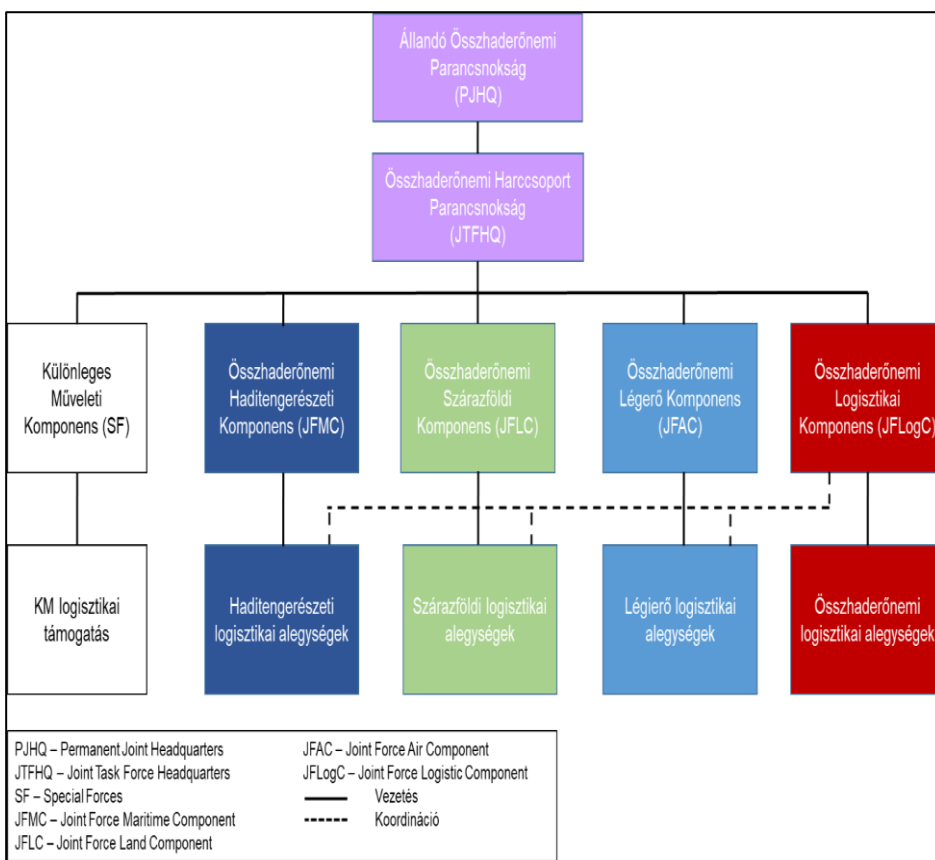 Állandó Összhaderőnemi
Parancsnokság
(PJHQ)
Összhaderőnemi Harccsoport
Parancsnokság
(JTFHQ)
Különleges
Műveleti
Komponens (SF)
Összhaderőnemi
Haditengerészeti
Komponens (JFMC)
Összhaderőnemi
Szárazföldi
Komponens (JFLC)
Összhaderőnemi
Légerő Komponens
(JFAC)
Összhaderőnemi
Logisztikai
Komponens (JFLogC)
KM logisztikai
támogatás
Haditengerészeti
logisztikai alegységek
Szárazföldi logisztikai
alegységek
Légierő logisztikai
alegységek
Összhaderőnemi
logisztikai alegységek
PJHQ – Permanent Joint Headquarters
JTFHQ – Joint Task Force Headquarters
SF – Special Forces
JFMC – Joint Force Maritime Component
JFLC – Joint Force Land Component
JFAC – Joint Force Air Component
JFLogC – Joint Force Logistic Component
Vezetés
Koordináció